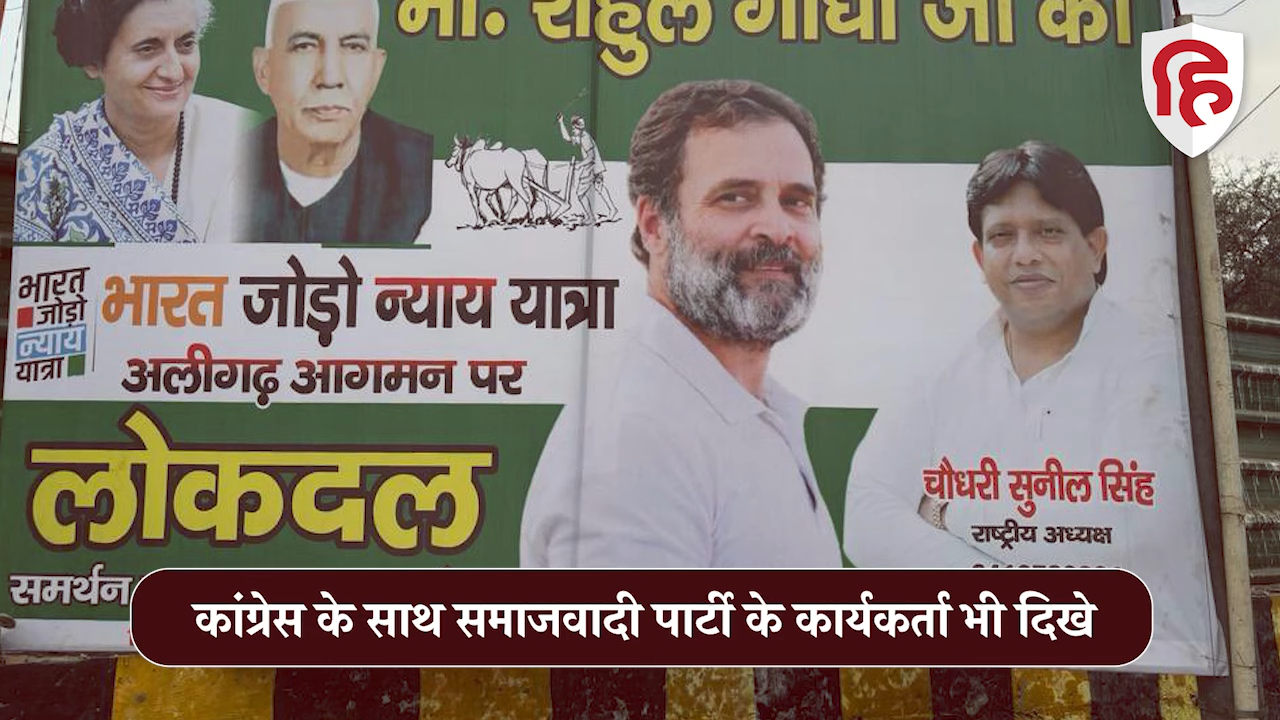 मा. राहुल गांधी जी को
हि
भारत
जोड़ो
न्याय
यात्रा
भारत जोड़ो न्याय यात्रा
अलीगढ़ आगमन पर
लोकदल
समर्थन
चौधरी सुनील सिंह
राष्ट्रीय अध्यक्ष
कांग्रेस के साथ समाजवादी पार्टी के कार्यकर्ता भी दिखे